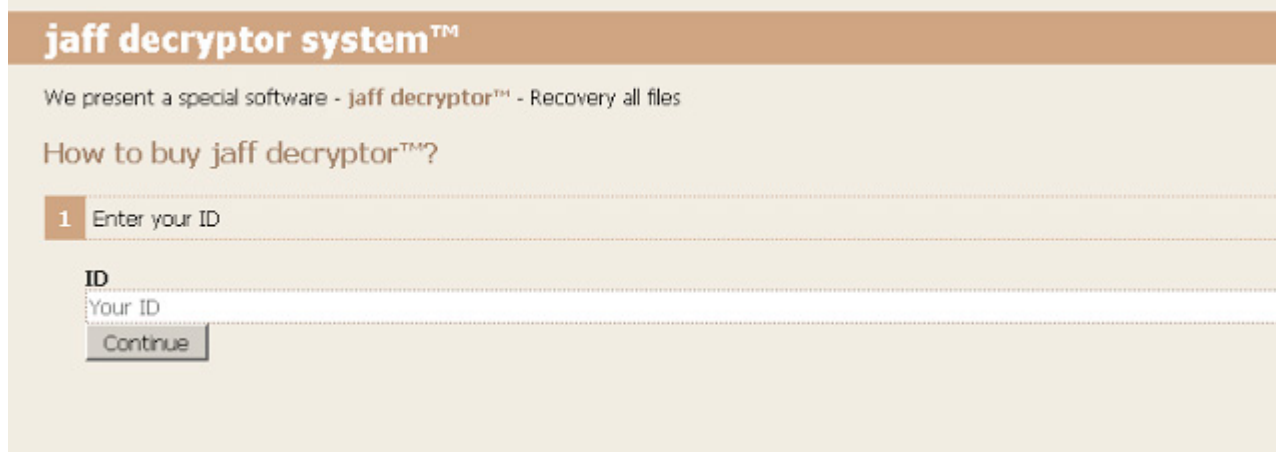 jaff decryptor system™
We present a special software - jaff decryptor™ - Recovery all files
How to buy jaff decryptor™?
1 Enter your ID
ID
Your ID
Continue